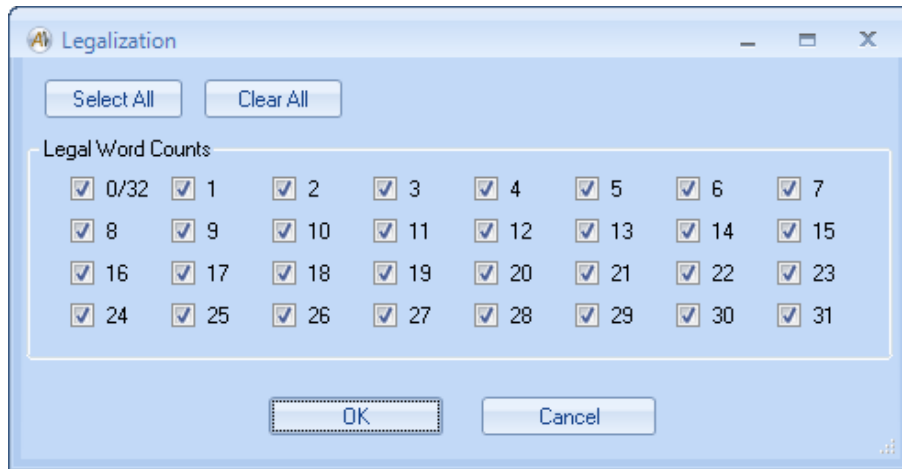 Legalization
Select All Clear All
Legal Word Counts
0/32 1 2 3 4 5 6 7
8 9 10 11 12 13 14 15
16 17 18 19 20 21 22 23
24 25 26 27 28 29 30 31
OK Cancel